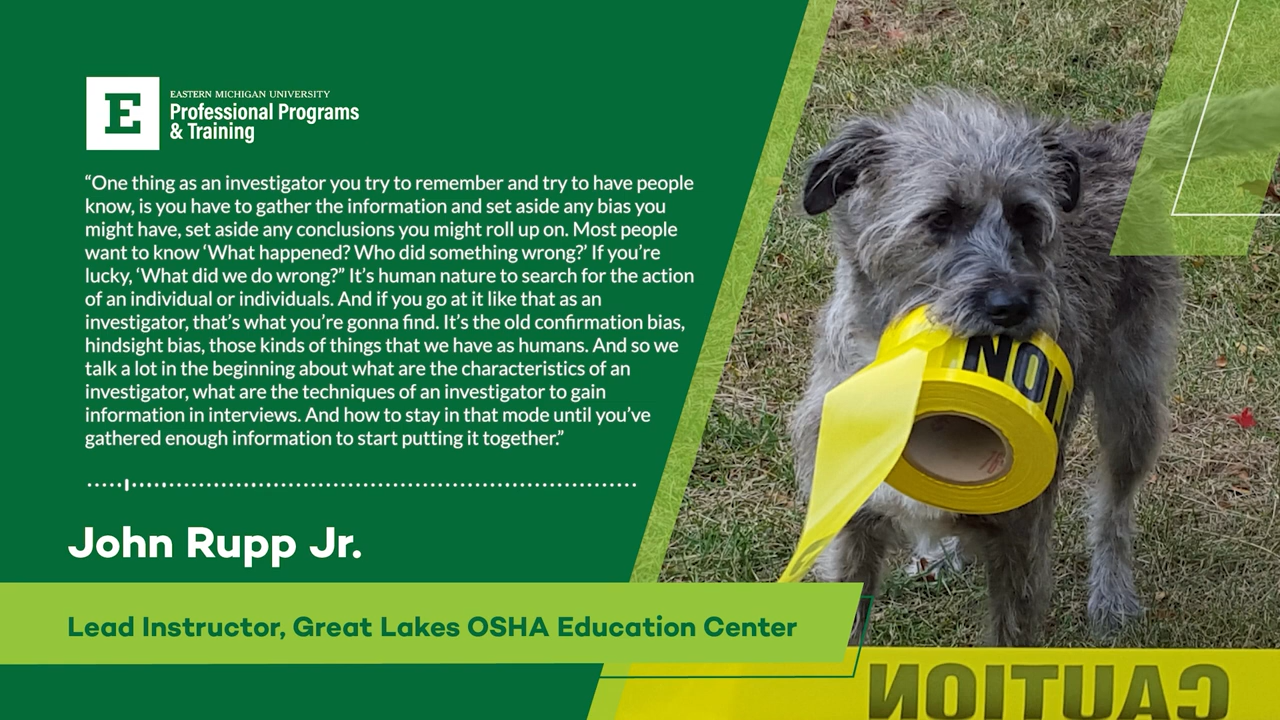 E
EASTERN MICHIGAN UNIVERSITY
Professional Programs
& Training
“One thing as an investigator you try to remember and try to have people
know, is you have to gather the information and set aside any bias you
might have, set aside any conclusions you might roll up on. Most people
want to know ‘What happened? Who did something wrong?’ If you’re
lucky, ‘What did we do wrong?” It’s human nature to search for the action
of an individual or individuals. And if you go at it like that as an
investigator, that’s what you’re gonna find. It’s the old confirmation bias,
hindsight bias, those kinds of things that we have as humans. And so we
talk a lot in the beginning about what are the characteristics of an
investigator, what are the techniques of an investigator to gain
information in interviews. And how to stay in that mode until you’ve
gathered enough information to start putting it together.”
John Rupp Jr.
Lead Instructor, Great Lakes OSHA Education Center
CAUTION